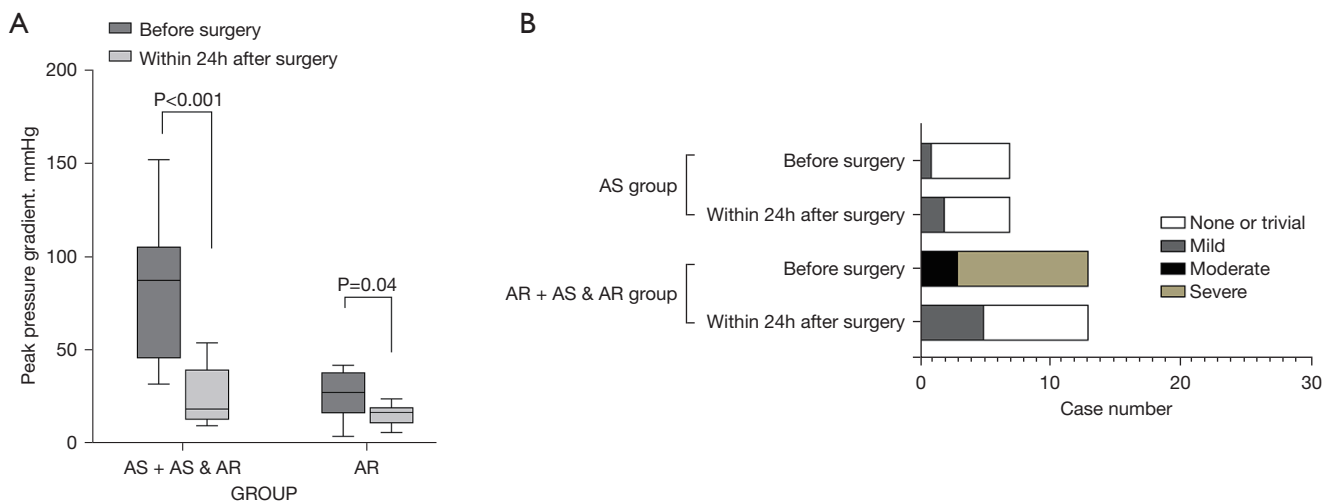 A
Before surgery
Within 24h after surgery
200
150
100
50
0
Peak pressure gradient. mmHg
P<0.001
P=0.04
AS + AS & AR
AR
GROUP
B
AS group
Before surgery
Within 24h after surgery
AR + AS & AR group
Before surgery
Within 24h after surgery
None or trivial
Mild
Moderate
Severe
0 10 20 30
Case number